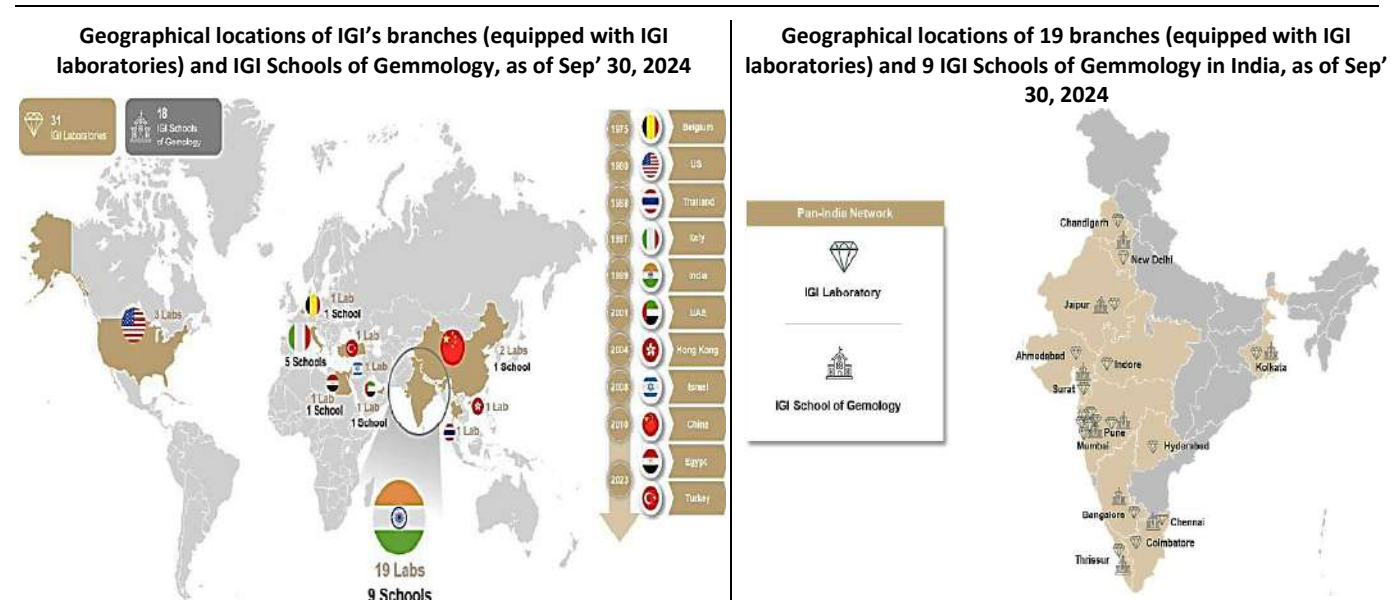 Geographical locations of IGI's branches (equipped with IGI
laboratories) and IGI Schools of Gemmology, as of Sep' 30, 2024
31
IGI Laboratories
18
IGI Schools
of Gemology
3 Labs
1 Lab
1 School
5 Schools
1 Lab
1 Lab
1 Lab
1 School
1 Lab
1 School
2 Labs
1 School
1 Lab
1 Lab
19 Labs
9 Schools
1975
Belgium
US
Thailand
Italy
1999
India
UAE
2004
Hong Kong
2008
Israel
2010
China
Egypt
2023
Turkey
Geographical locations of 19 branches (equipped with IGI
laboratories) and 9 IGI Schools of Gemmology in India, as of Sep'
30, 2024
Pan-India Network
IGI Laboratory
IGI School of Gemology
Chandigarh
New Delhi
Jaipur
Ahmedabad
Indore
Kolkata
Surat
Pune
Mumbai
Hyderabad
Bangalore
Chennai
Coimbatore
Thrissur